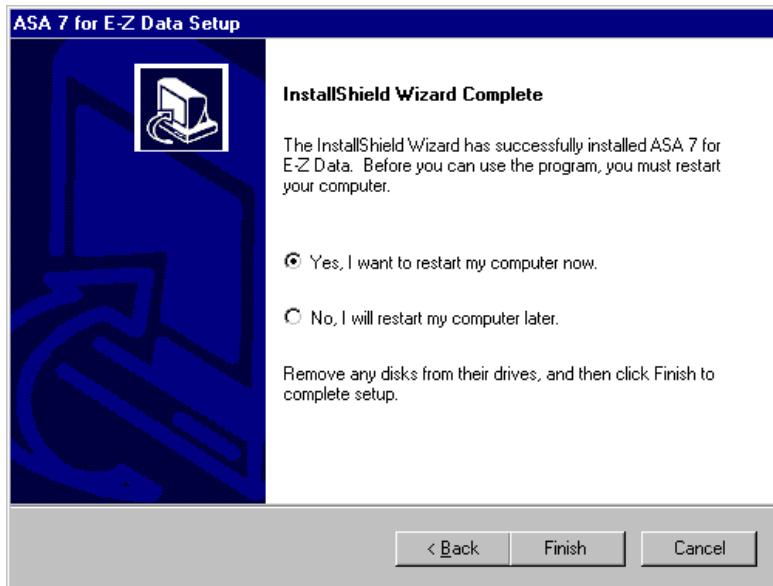 ASA 7 for E-Z Data Setup
InstallShield Wizard Complete
The InstallShield Wizard has successfully installed ASA 7 for
E-Z Data.  Before you can use the program, you must restart
your computer.
Yes, I want to restart my computer now.
No, I will restart my computer later.
Remove any disks from their drives, and then click Finish to
complete setup.
< Back Finish Cancel